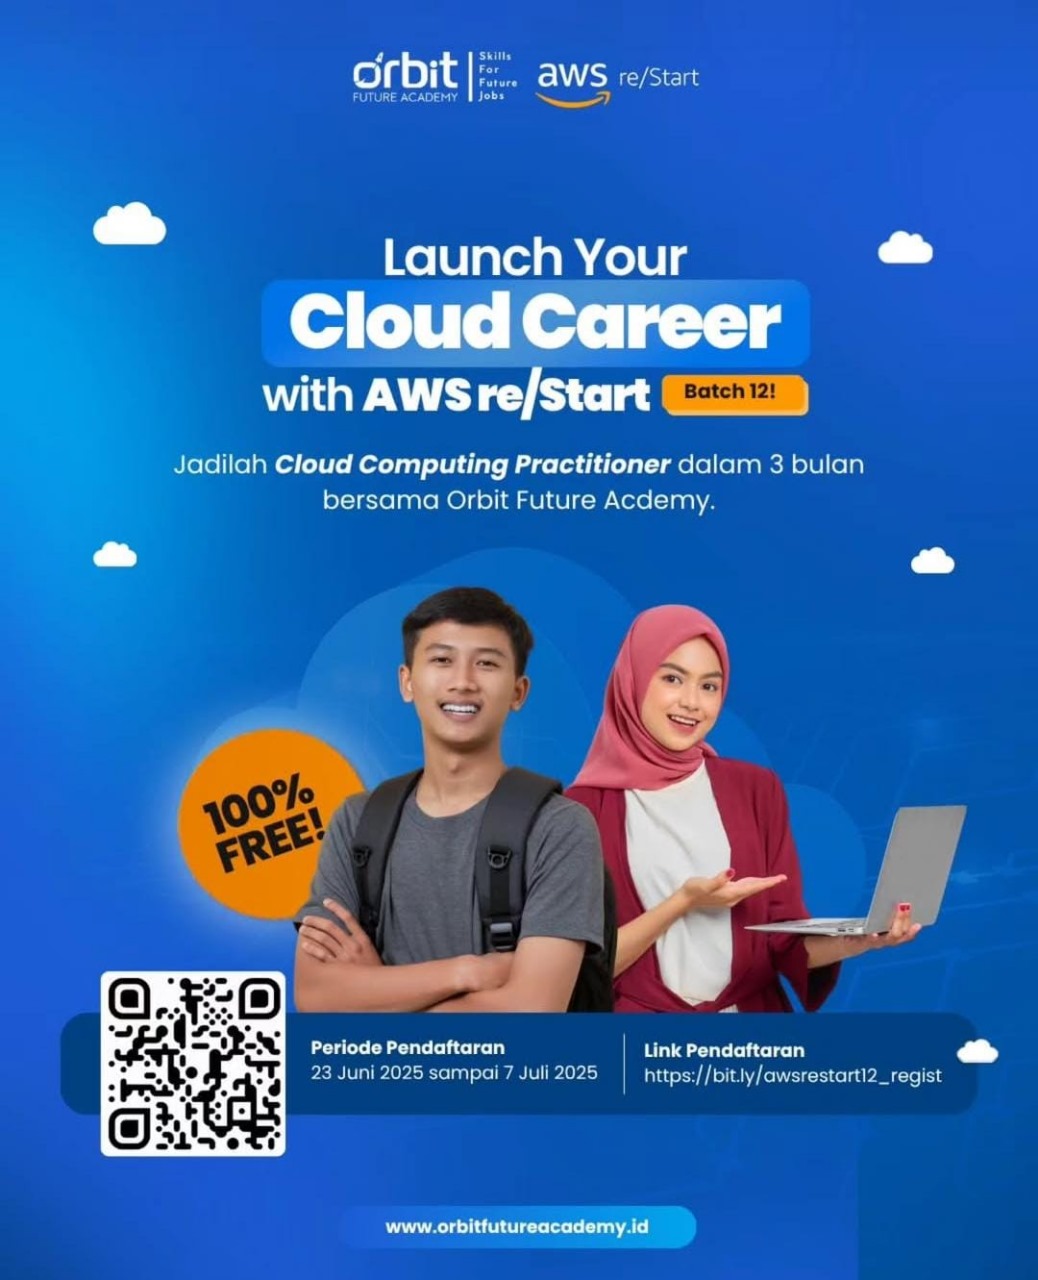 orbit
FUTURE ACADEMY
Skills
For
Future
Jobs
aws re/Start
Launch Your
Cloud Career
with AWS re/Start Batch 12!
Jadilah Cloud Computing Practitioner dalam 3 bulan
bersama Orbit Future Acdemy.
100%
FREE!
Periode Pendaftaran
23 Juni 2025 sampai 7 Juli 2025
Link Pendaftaran
https://bit.ly/awsrestart12_regist
www.orbitfutureacademy.id